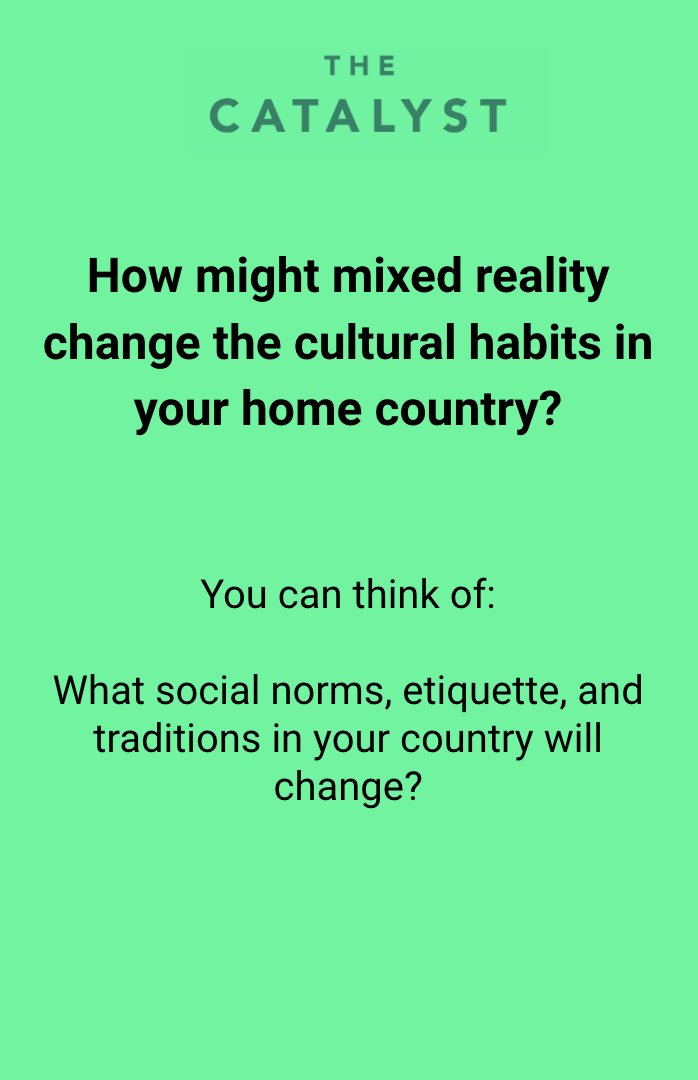 THE
CATALYST
How might mixed reality
change the cultural habits in
your home country?
You can think of:
What social norms, etiquette, and
traditions in your country will
change?